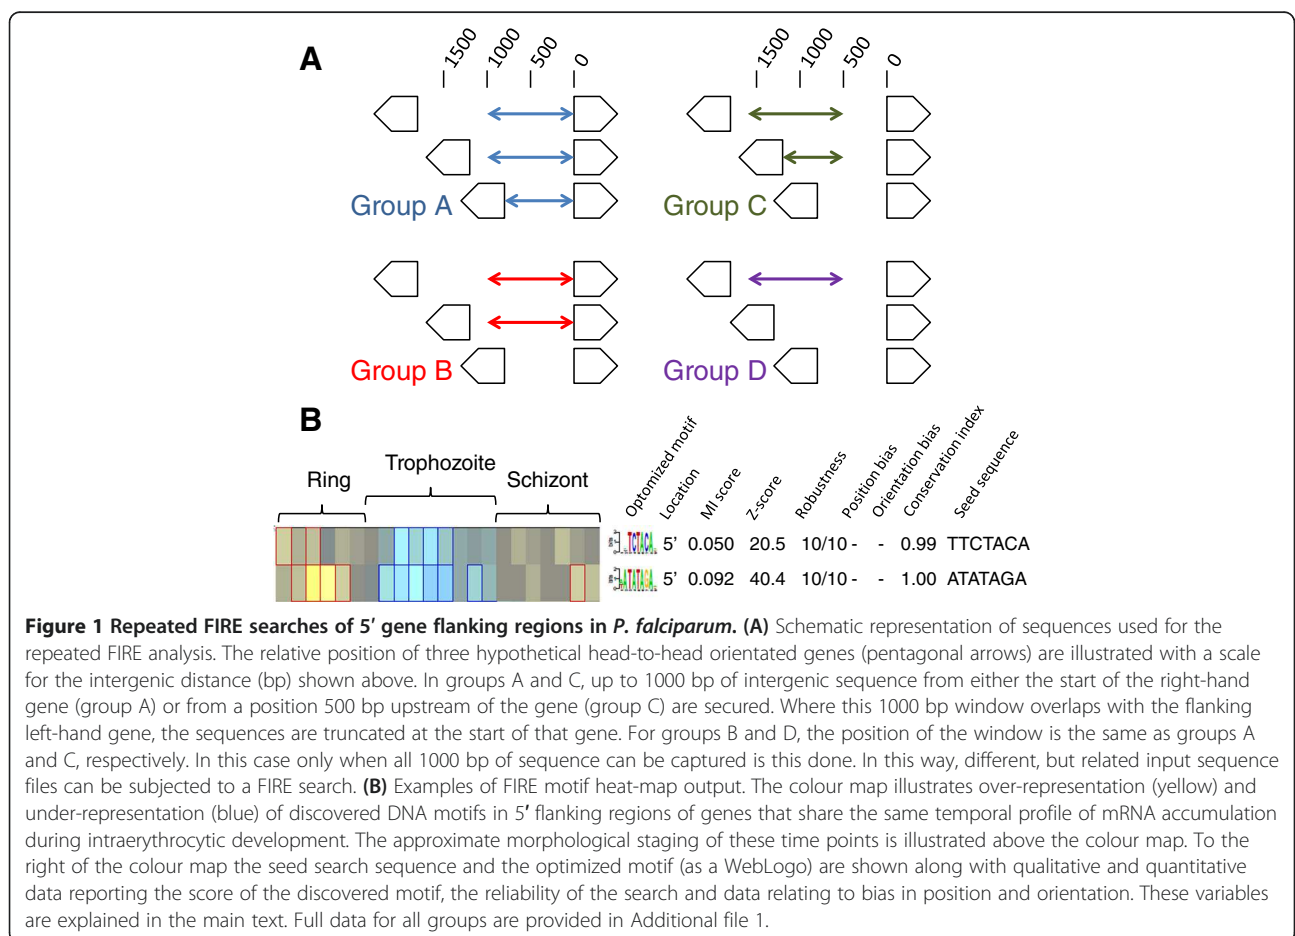 A
1500
1000
500
0
1500
1000
500
0
Group A
Group C
Group B
Group D
B
Ring
Trophozoite
Schizont
Optomized motif
Location
MI score
Z-score
Robustness
Position bias
Orientation bias
Conservation index
Seed sequence
TCTACA 5' 0.050 20.5 10/10 - - 0.99 TTCTACA
ATATAGA 5' 0.092 40.4 10/10 - - 1.00 ATATAGA
Figure 1 Repeated FIRE searches of 5′ gene flanking regions in P. falciparum. (A) Schematic representation of sequences used for the
repeated FIRE analysis. The relative position of three hypothetical head-to-head orientated genes (pentagonal arrows) are illustrated with a scale
for the intergenic distance (bp) shown above. In groups A and C, up to 1000 bp of intergenic sequence from either the start of the right-hand
gene (group A) or from a position 500 bp upstream of the gene (group C) are secured. Where this 1000 bp window overlaps with the flanking
left-hand gene, the sequences are truncated at the start of that gene. For groups B and D, the position of the window is the same as groups A
and C, respectively. In this case only when all 1000 bp of sequence can be captured is this done. In this way, different, but related input sequence
files can be subjected to a FIRE search. (B) Examples of FIRE motif heat-map output. The colour map illustrates over-representation (yellow) and
under-representation (blue) of discovered DNA motifs in 5′ flanking regions of genes that share the same temporal profile of mRNA accumulation
during intraerythrocytic development. The approximate morphological staging of these time points is illustrated above the colour map. To the
right of the colour map the seed search sequence and the optimized motif (as a WebLogo) are shown along with qualitative and quantitative
data reporting the score of the discovered motif, the reliability of the search and data relating to bias in position and orientation. These variables
are explained in the main text. Full data for all groups are provided in Additional file 1.